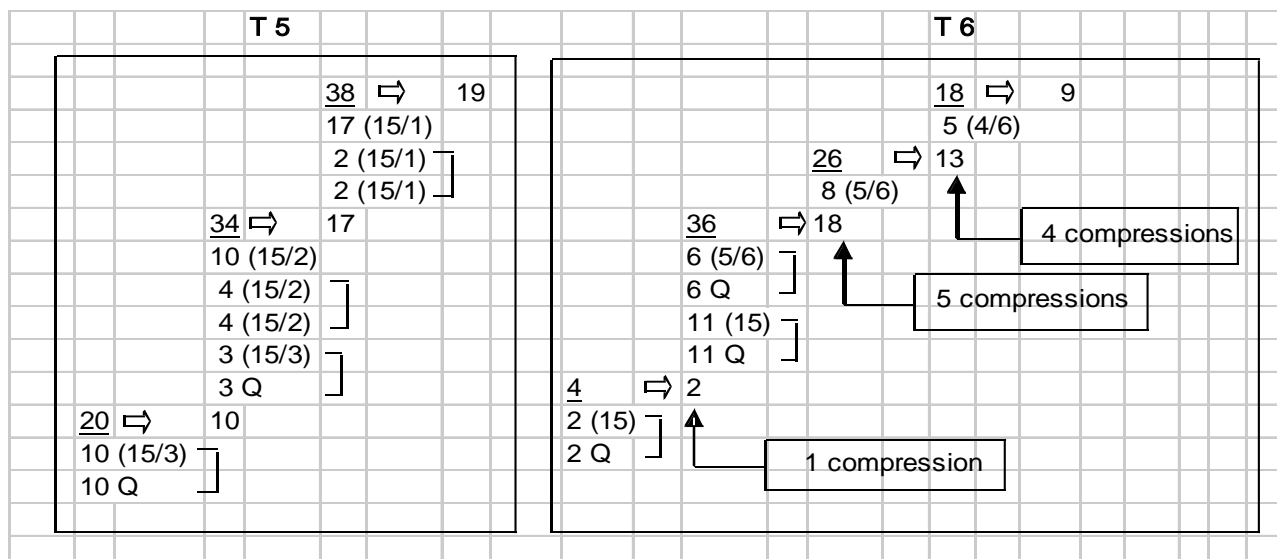 T 5
38 ⇨ 19
17 (15/1)
2 (15/1)
2 (15/1)
34 ⇨ 17
10 (15/2)
4 (15/2)
4 (15/2)
3 (15/3)
3 Q
20 ⇨ 10
10 (15/3)
10 Q
T 6
18 ⇨ 9
5 (4/6)
26 ⇨ 13
8 (5/6)
36 ⇨ 18
4 compressions
6 (5/6)
6 Q
5 compressions
11 (15)
11 Q
4 ⇨ 2
2 (15)
2 Q
1 compression